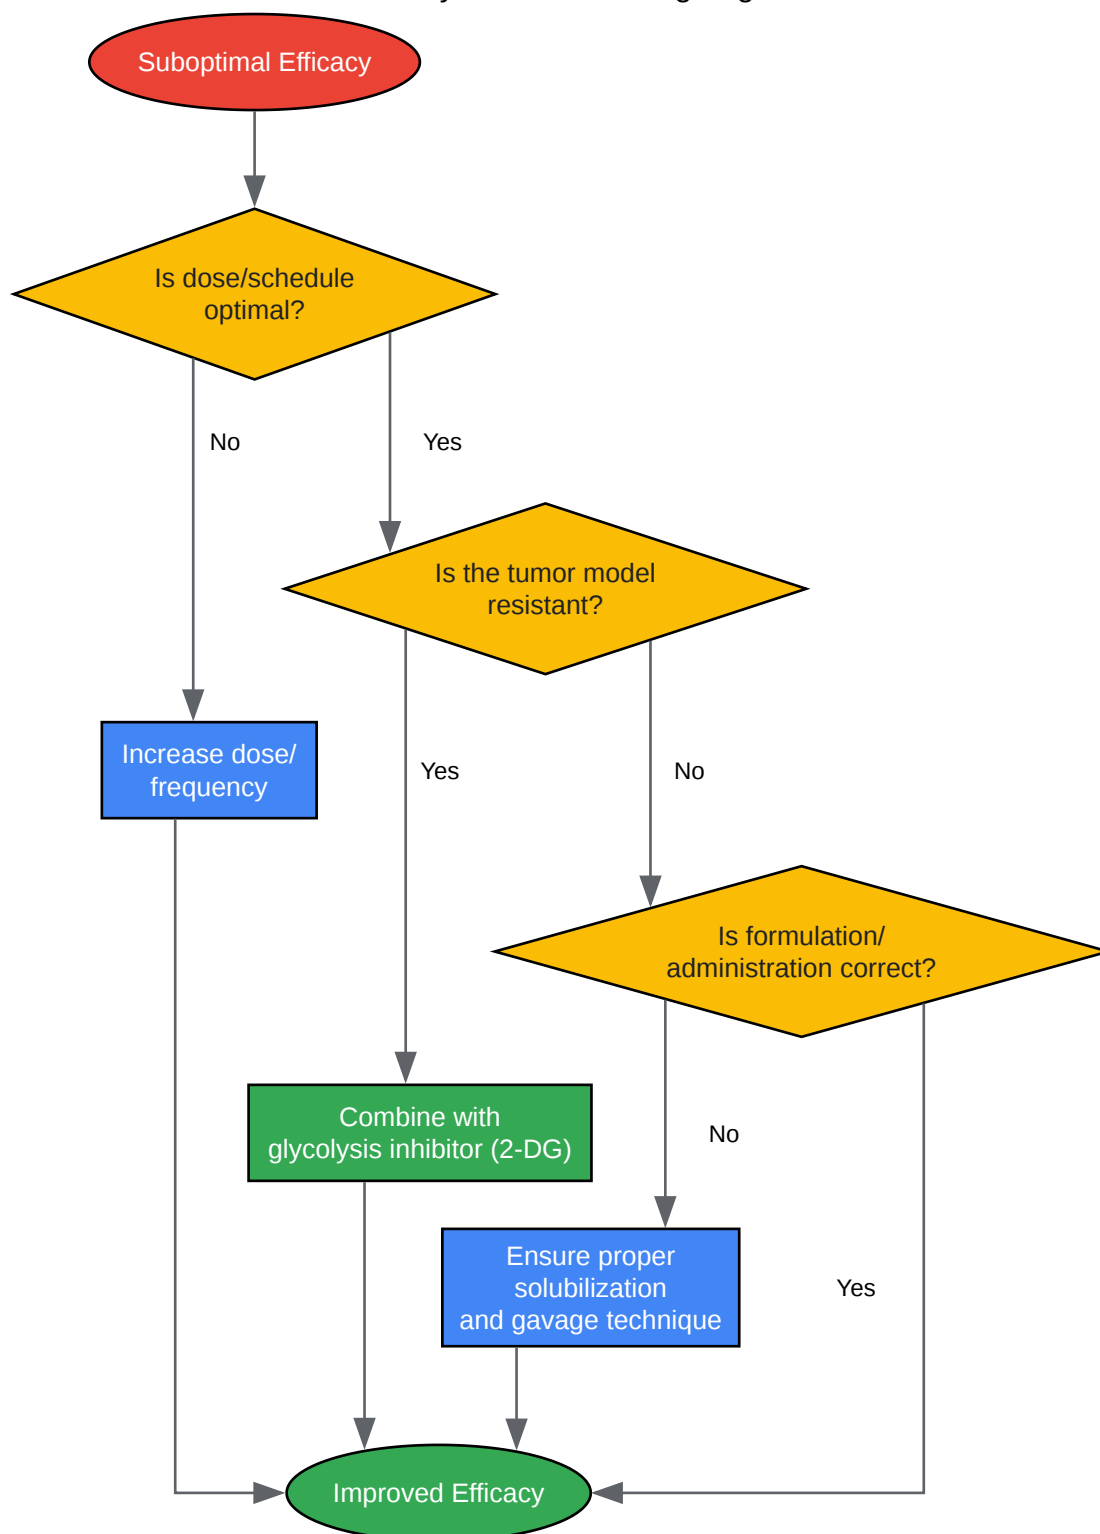 Suboptimal Efficacy
Is dose/schedule
optimal?
No
Yes
Is the tumor model
resistant?
Increase dose/
frequency
Yes
No
Is formulation/
administration correct?
Combine with
glycolysis inhibitor (2-DG)
No
Ensure proper
solubilization
and gavage technique
Yes
Improved Efficacy